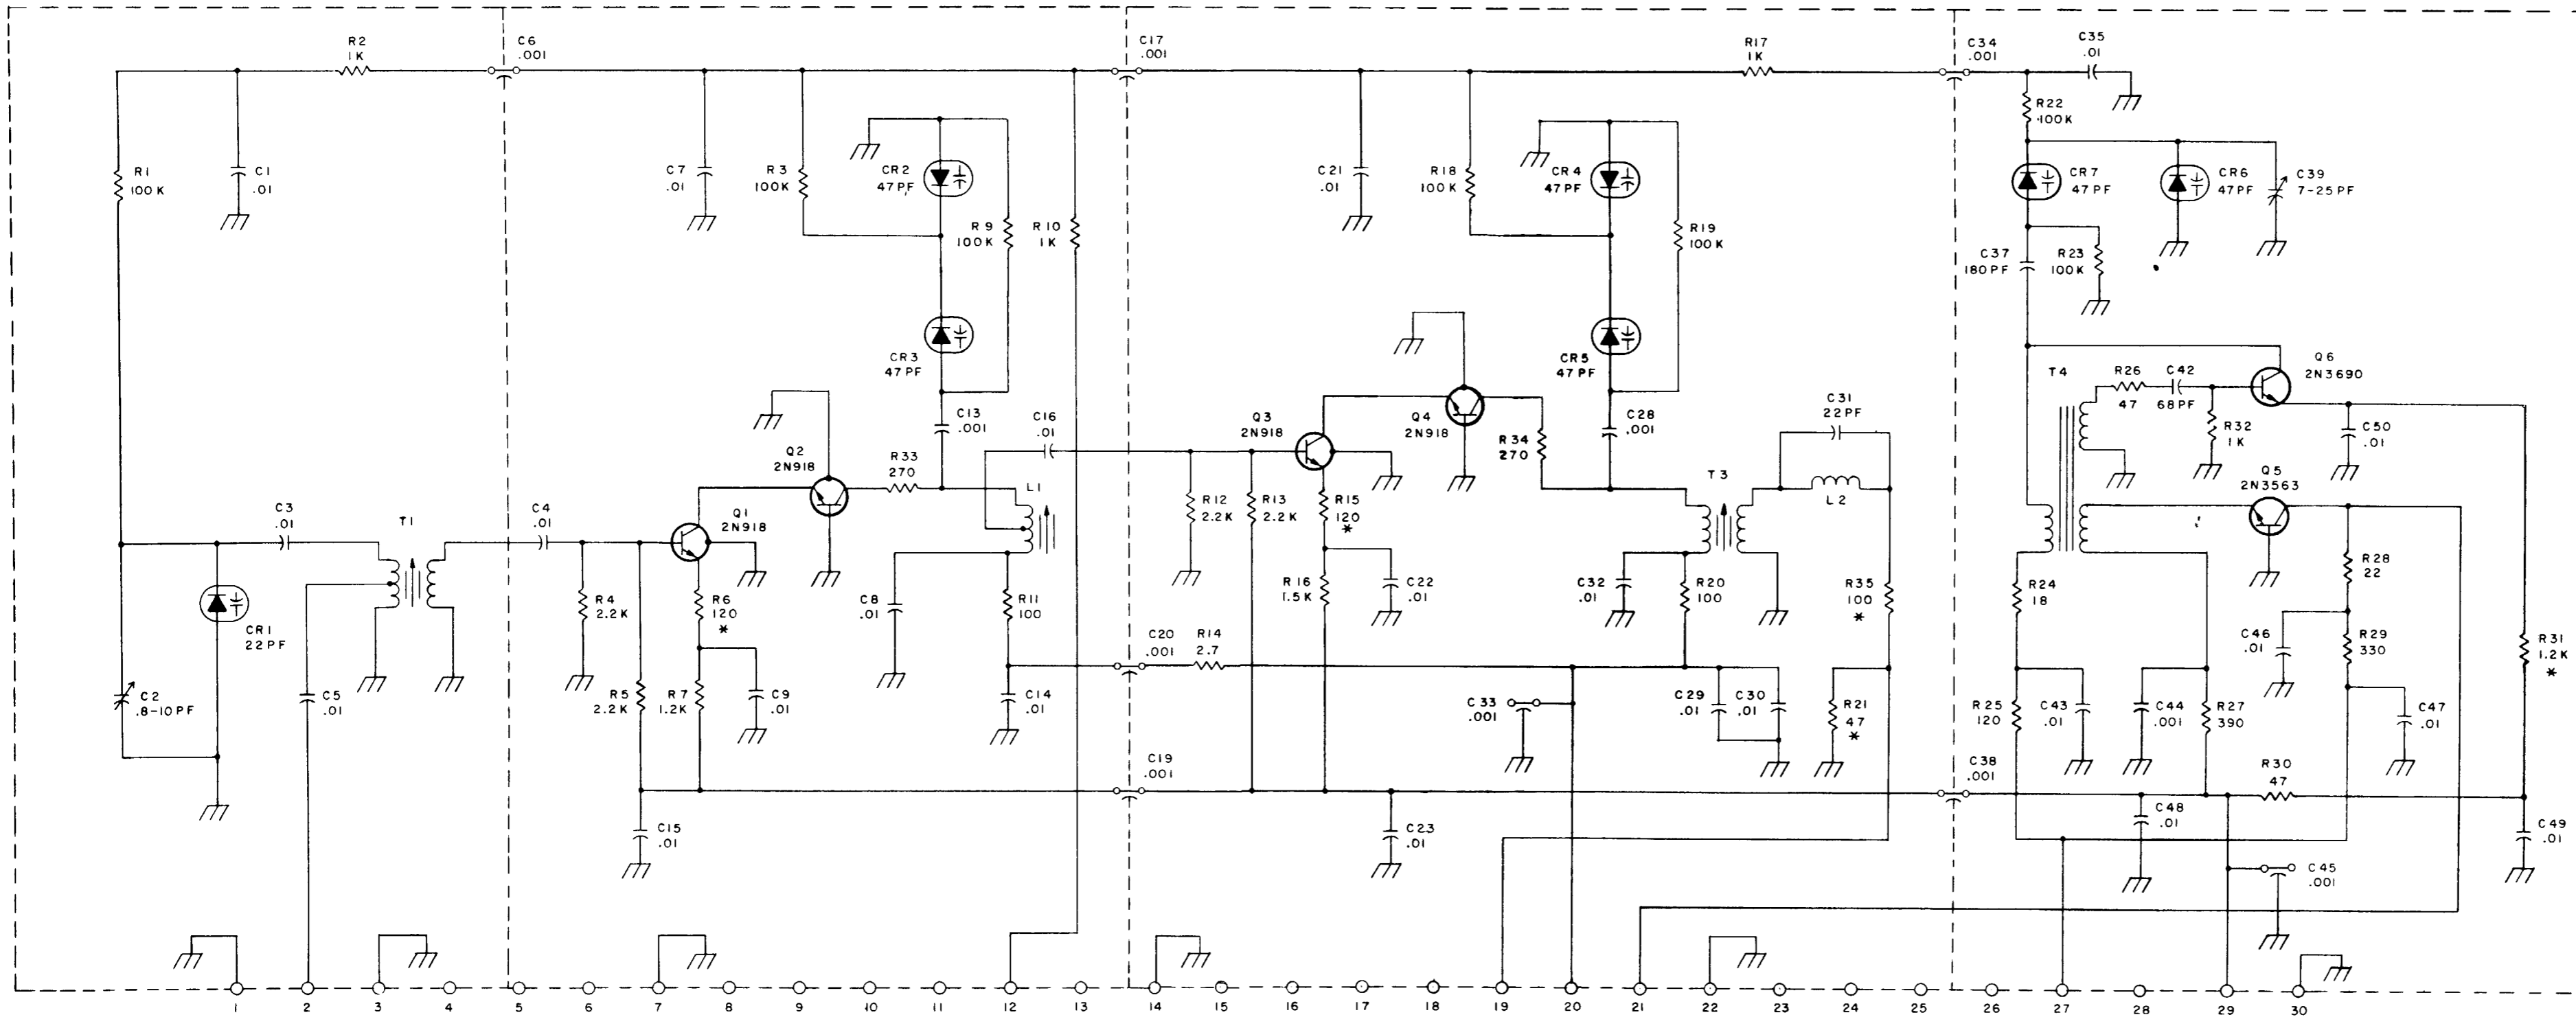 R2
1K
C6
.001
C17
.001
R17
1K
C34
.001
C35
.01
R1
100K
C1
.01
C7
.01
R3
100K
CR2
47PF
R9
100K
R10
1K
C21
.01
R18
100K
CR4
47PF
R19
100K
R22
100K
CR7
47PF
CR6
47PF
C39
7-25PF
C37
180PF
R23
100K
CR3
47PF
CR5
47PF
C13
.001
C16
.01
Q2
2N918
R33
270
L1
Q1
2N918
Q3
2N918
Q4
2N918
R34
270
C28
.001
C31
22PF
L2
T3
T4
R26
47
C42
68PF
Q6
2N3690
R32
1K
C50
.01
Q5
2N3563
C3
.01
T1
C4
.01
R12
2.2K
R13
2.2K
R15
120
*
CR1
22PF
R4
2.2K
R6
120
*
C8
.01
R11
100
R16
1.5K
C22
.01
C32
.01
R20
100
R35
100
*
R24
18
R28
22
C2
.8-10PF
C5
.01
R5
2.2K
R7
1.2K
C9
.01
C14
.01
C20
.001
R14
2.7
C33
.001
C29
.01
C30
.01
R21
47
*
R25
120
C43
.01
C44
.001
R27
390
C46
.01
R29
330
C47
.01
R31
1.2K
*
C19
.001
C38
.001
R30
47
C15
.01
C23
.01
C48
.01
C49
.01
C45
.001
1 2 3 4 5 6 7 8 9 10 11 12 13 14 15 16 17 18 19 20 21 22 23 24 25 26 27 28 29 30